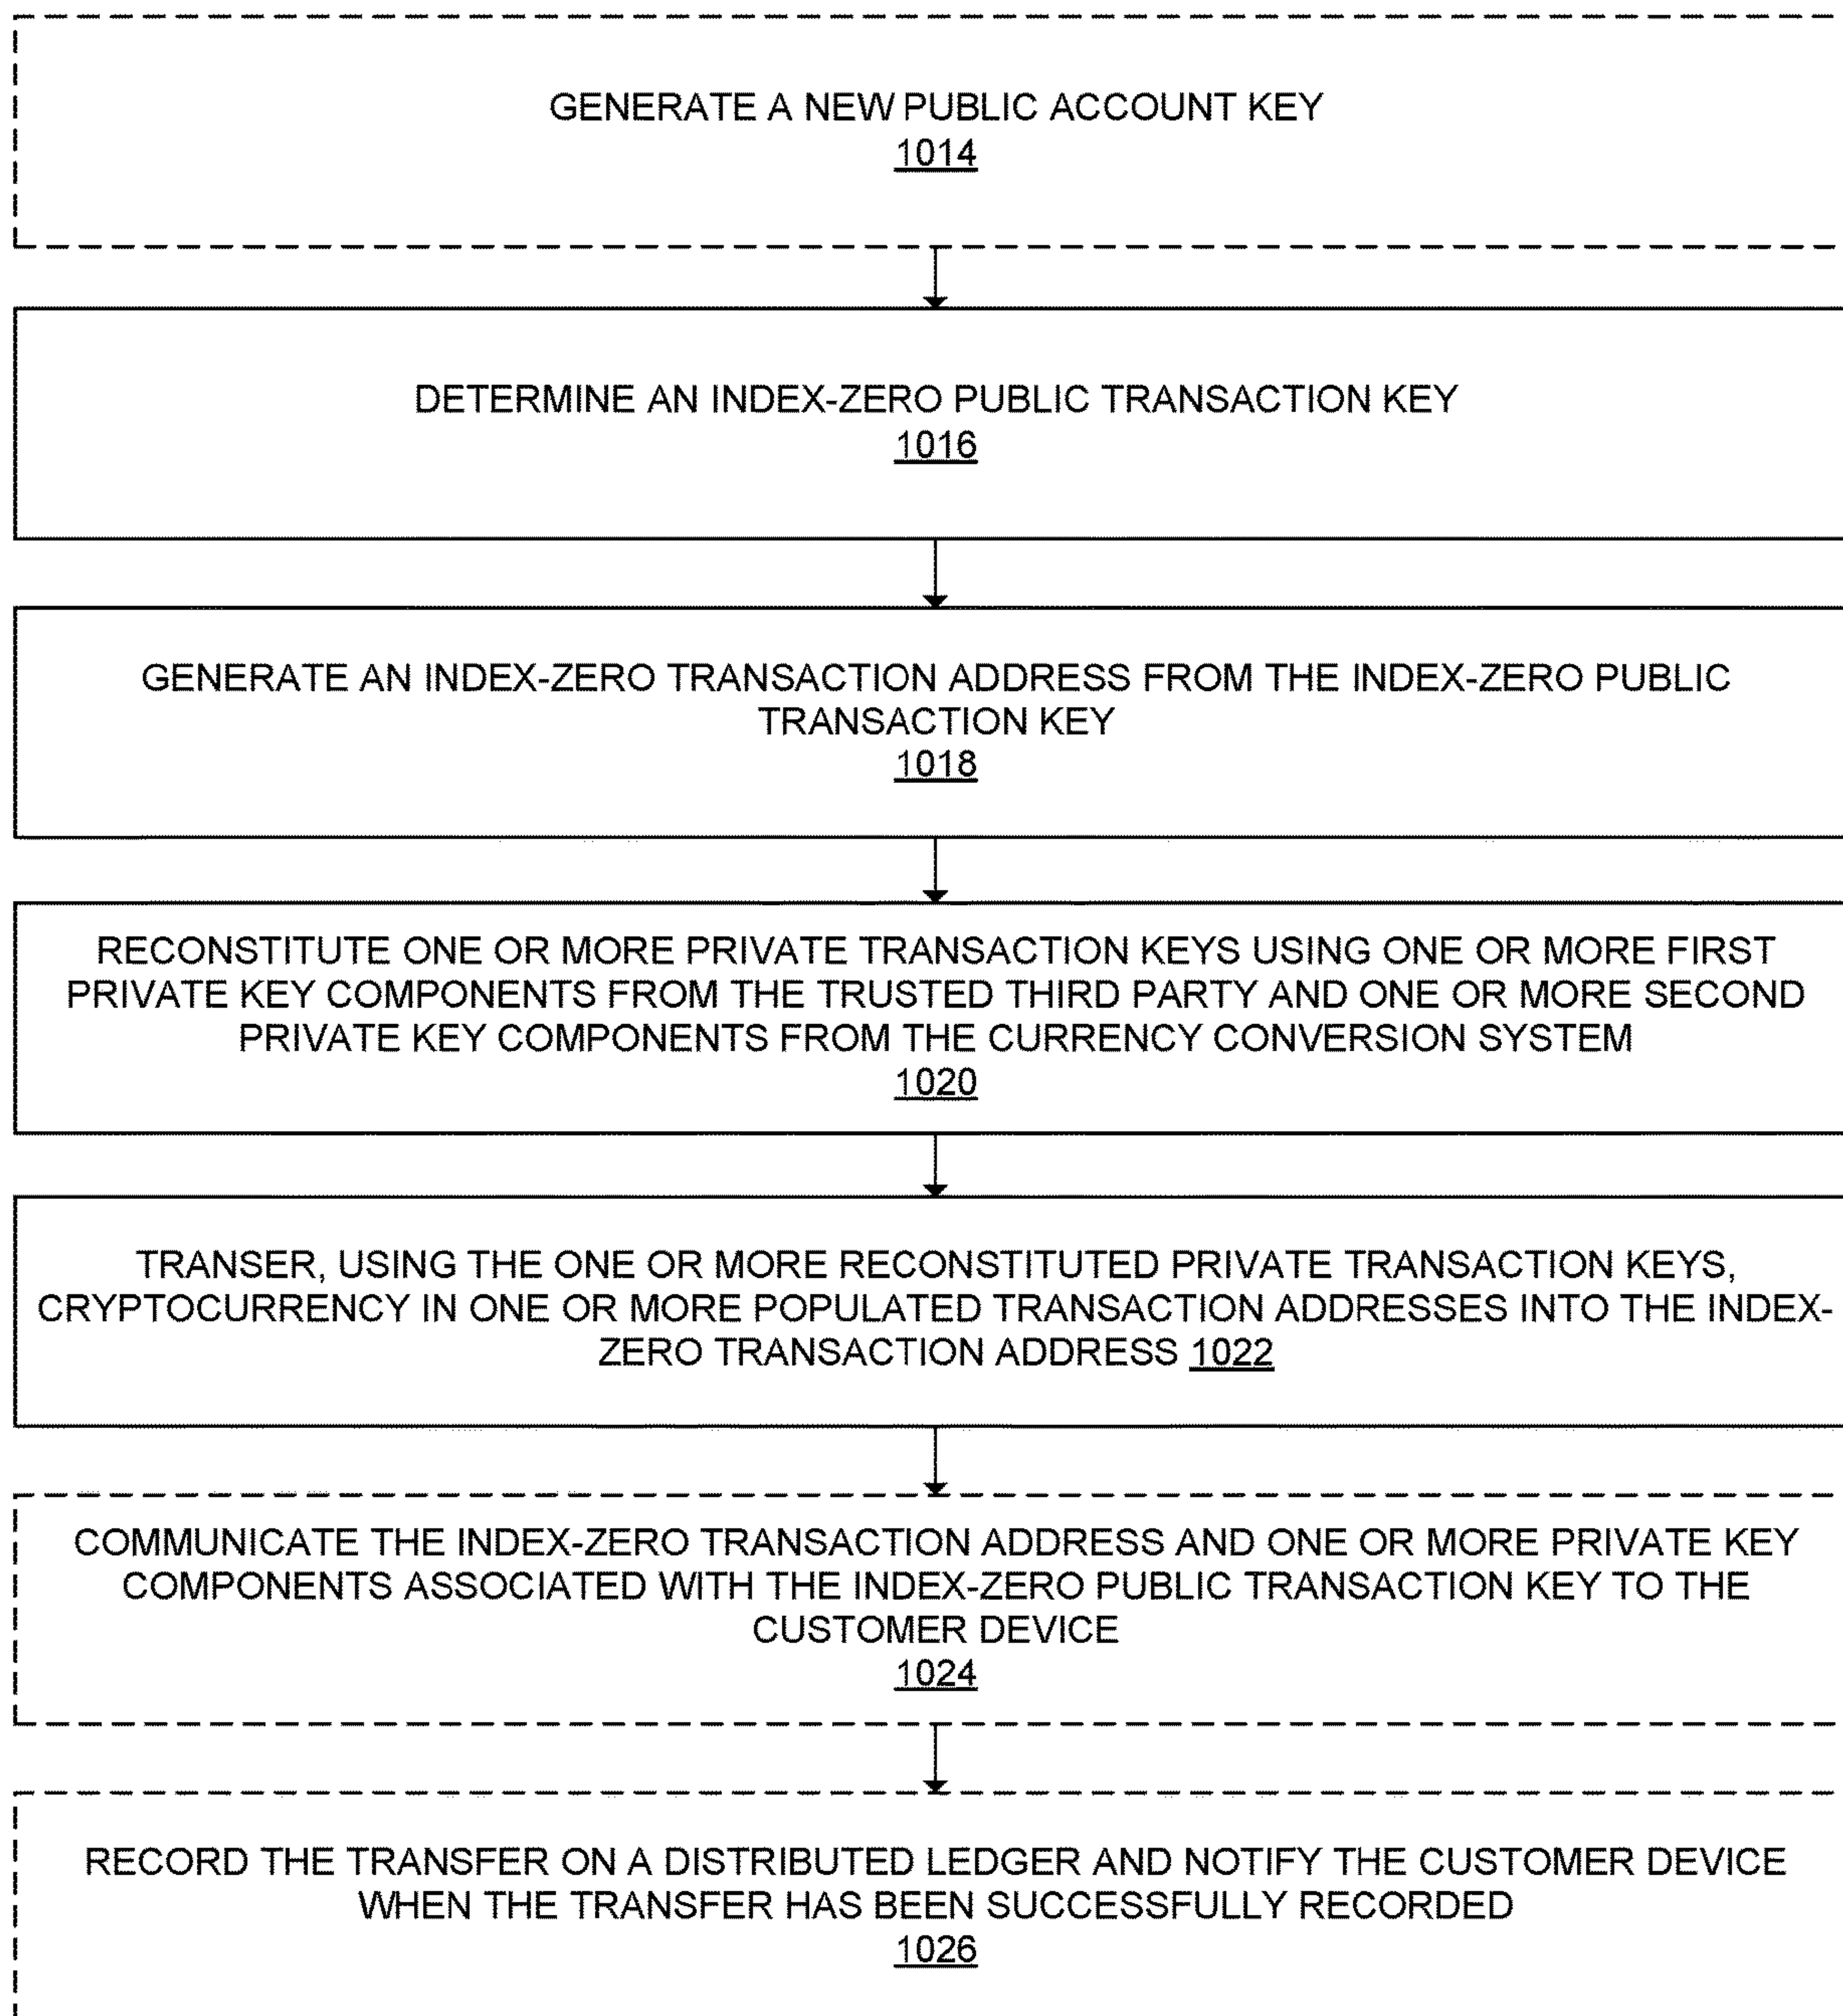 GENERATE A NEW PUBLIC ACCOUNT KEY
1014
DETERMINE AN INDEX-ZERO PUBLIC TRANSACTION KEY
1016
GENERATE AN INDEX-ZERO TRANSACTION ADDRESS FROM THE INDEX-ZERO PUBLIC
TRANSACTION KEY
1018
RECONSTITUTE ONE OR MORE PRIVATE TRANSACTION KEYS USING ONE OR MORE FIRST
PRIVATE KEY COMPONENTS FROM THE TRUSTED THIRD PARTY AND ONE OR MORE SECOND
PRIVATE KEY COMPONENTS FROM THE CURRENCY CONVERSION SYSTEM
1020
TRANSER, USING THE ONE OR MORE RECONSTITUTED PRIVATE TRANSACTION KEYS,
CRYPTOCURRENCY IN ONE OR MORE POPULATED TRANSACTION ADDRESSES INTO THE INDEX-
ZERO TRANSACTION ADDRESS 1022
COMMUNICATE THE INDEX-ZERO TRANSACTION ADDRESS AND ONE OR MORE PRIVATE KEY
COMPONENTS ASSOCIATED WITH THE INDEX-ZERO PUBLIC TRANSACTION KEY TO THE
CUSTOMER DEVICE
1024
RECORD THE TRANSFER ON A DISTRIBUTED LEDGER AND NOTIFY THE CUSTOMER DEVICE
WHEN THE TRANSFER HAS BEEN SUCCESSFULLY RECORDED
1026